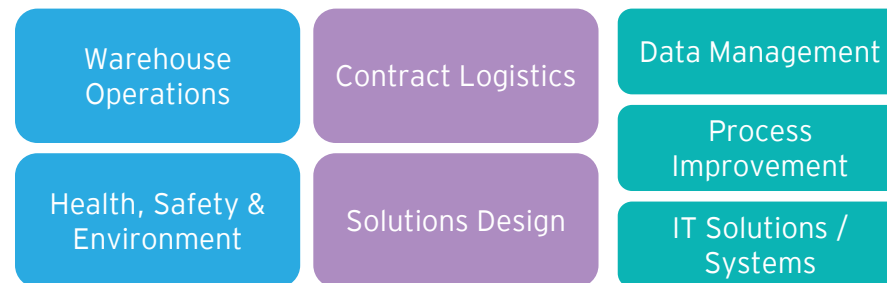 Warehouse
Operations
Contract Logistics
Data Management
Process
Improvement
Health, Safety &
Environment
Solutions Design
IT Solutions /
Systems